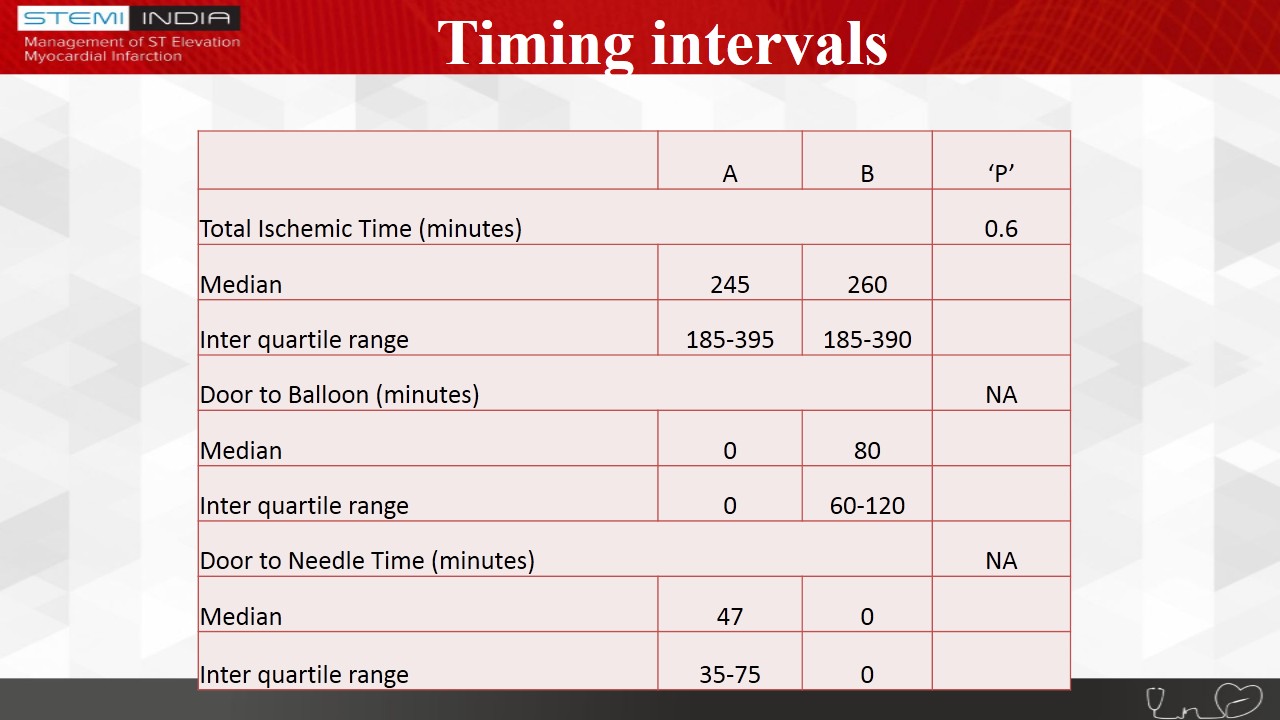 STEMI INDIA
Management of ST Elevation
Myocardial Infarction
Timing intervals
A B ‘P’
Total Ischemic Time (minutes) 0.6
Median 245 260
Inter quartile range 185-395 185-390
Door to Balloon (minutes) NA
Median 0 80
Inter quartile range 0 60-120
Door to Needle Time (minutes) NA
Median 47 0
Inter quartile range 35-75 0